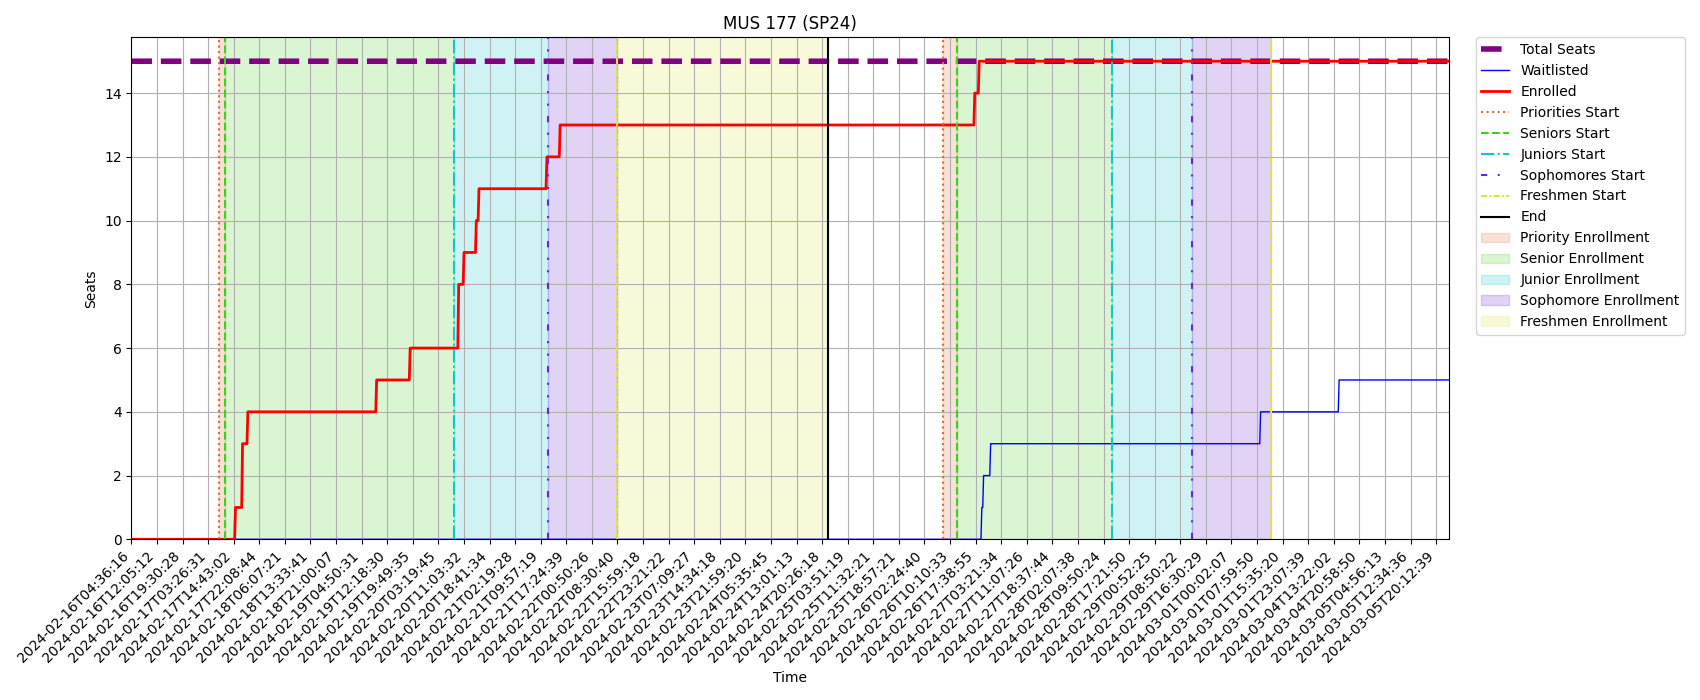 MUS 177 (SP24)
Seats
14
12
10
8
6
4
2
0
2024-02-16T04:36:16
2024-02-16T12:05:12
2024-02-16T19:30:28
2024-02-17T03:26:31
2024-02-17T14:43:02
2024-02-17T22:08:44
2024-02-18T06:07:21
2024-02-18T13:33:41
2024-02-18T21:00:07
2024-02-19T04:50:31
2024-02-19T12:18:30
2024-02-19T19:49:35
2024-02-20T03:19:45
2024-02-20T11:03:32
2024-02-20T18:41:34
2024-02-21T02:19:28
2024-02-21T09:57:19
2024-02-21T17:24:39
2024-02-22T00:50:26
2024-02-22T08:30:40
2024-02-22T15:59:18
2024-02-22T23:21:22
2024-02-23T07:09:27
2024-02-23T14:34:18
2024-02-23T21:59:20
2024-02-24T05:35:45
2024-02-24T13:01:13
2024-02-24T20:26:18
2024-02-25T03:51:19
2024-02-25T11:32:21
2024-02-25T18:57:21
2024-02-26T02:24:40
2024-02-26T10:10:33
2024-02-26T17:38:55
2024-02-27T03:21:34
2024-02-27T11:07:26
2024-02-27T18:37:44
2024-02-28T02:07:38
2024-02-28T09:50:24
2024-02-28T17:21:50
2024-02-29T00:52:25
2024-02-29T08:50:22
2024-02-29T16:30:29
2024-03-01T00:02:07
2024-03-01T07:59:50
2024-03-01T15:35:20
2024-03-01T23:07:39
2024-03-04T13:22:02
2024-03-04T20:58:50
2024-03-05T04:56:13
2024-03-05T12:34:36
2024-03-05T20:12:39
Time
Total Seats
Waitlisted
Enrolled
Priorities Start
Seniors Start
Juniors Start
Sophomores Start
Freshmen Start
End
Priority Enrollment
Senior Enrollment
Junior Enrollment
Sophomore Enrollment
Freshmen Enrollment